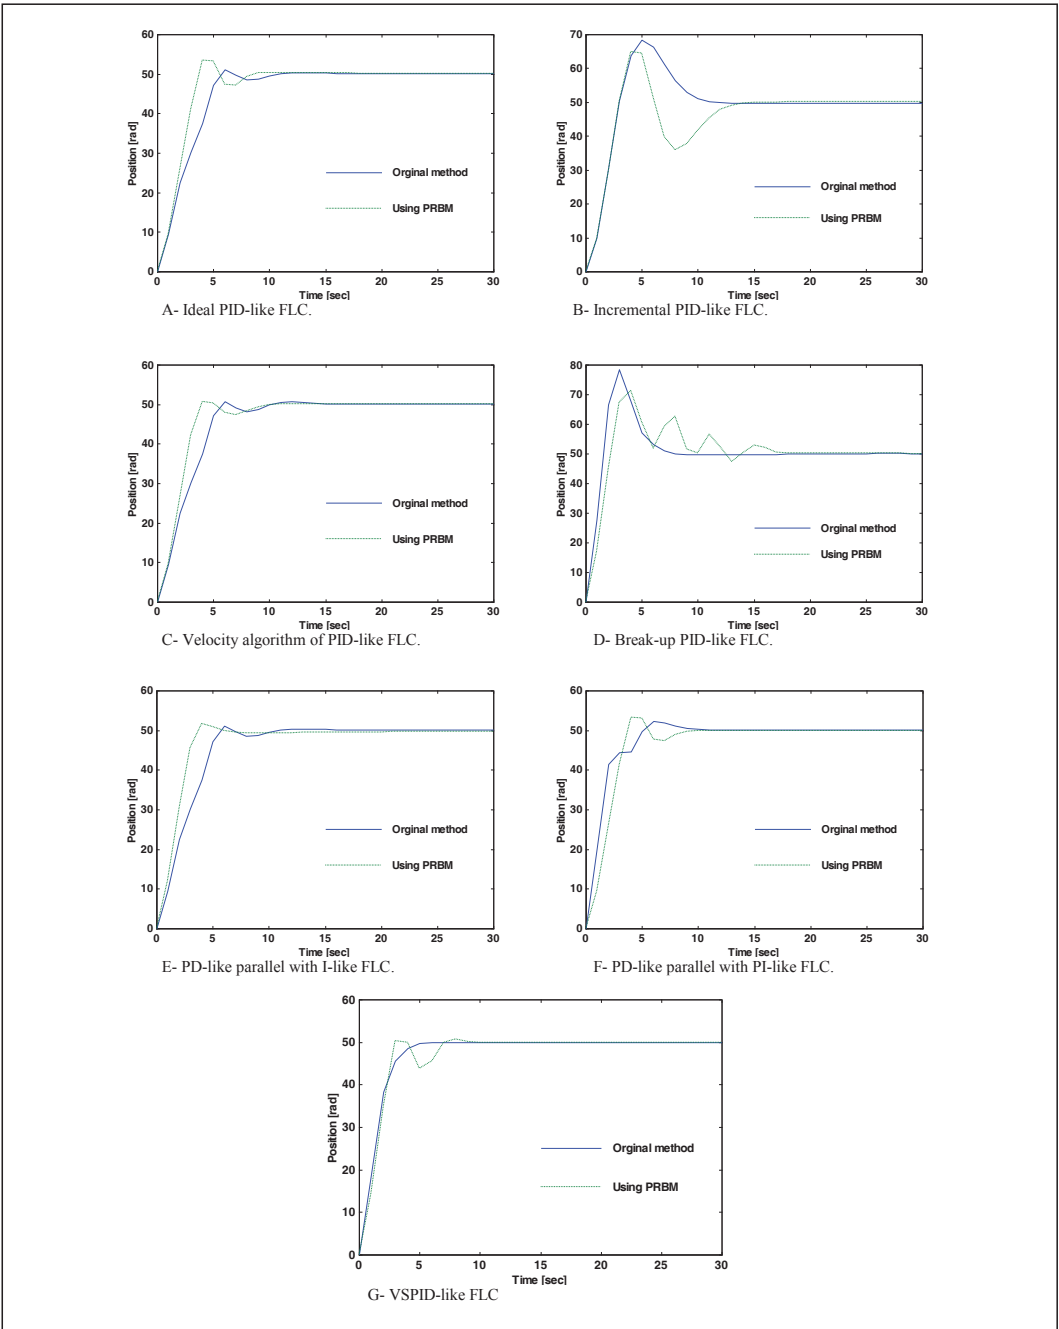 60
50
40
30
20
10
0
Position [rad]
Orginal method
Using PRBM
0 5 10 15 20 25 30
Time [sec]
A- Ideal PID-like FLC.
70
60
50
40
30
20
10
0
Position [rad]
Orginal method
Using PRBM
0 5 10 15 20 25 30
Time [sec]
B- Incremental PID-like FLC.
60
50
40
30
20
10
0
Position [rad]
Orginal method
Using PRBM
0 5 10 15 20 25 30
Time [sec]
C- Velocity algorithm of PID-like FLC.
80
70
60
50
40
30
20
10
0
Position [rad]
Orginal method
Using PRBM
0 5 10 15 20 25 30
Time [sec]
D- Break-up PID-like FLC.
60
50
40
30
20
10
0
Position [rad]
Orginal method
Using PRBM
0 5 10 15 20 25 30
Time [sec]
E- PD-like parallel with I-like FLC.
60
50
40
30
20
10
0
Position [rad]
Orginal method
Using PRBM
0 5 10 15 20 25 30
Time [sec]
F- PD-like parallel with PI-like FLC.
60
50
40
30
20
10
0
Position [rad]
Orginal method
Using PRBM
0 5 10 15 20 25 30
Time [sec]
G- VSPID-like FLC